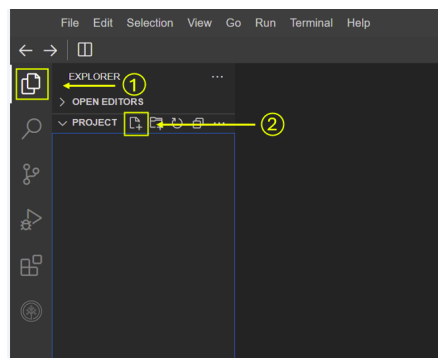 File Edit Selection View Go Run Terminal Help
EXPLORER ...
1
> OPEN EDITORS
PROJECT ...
2